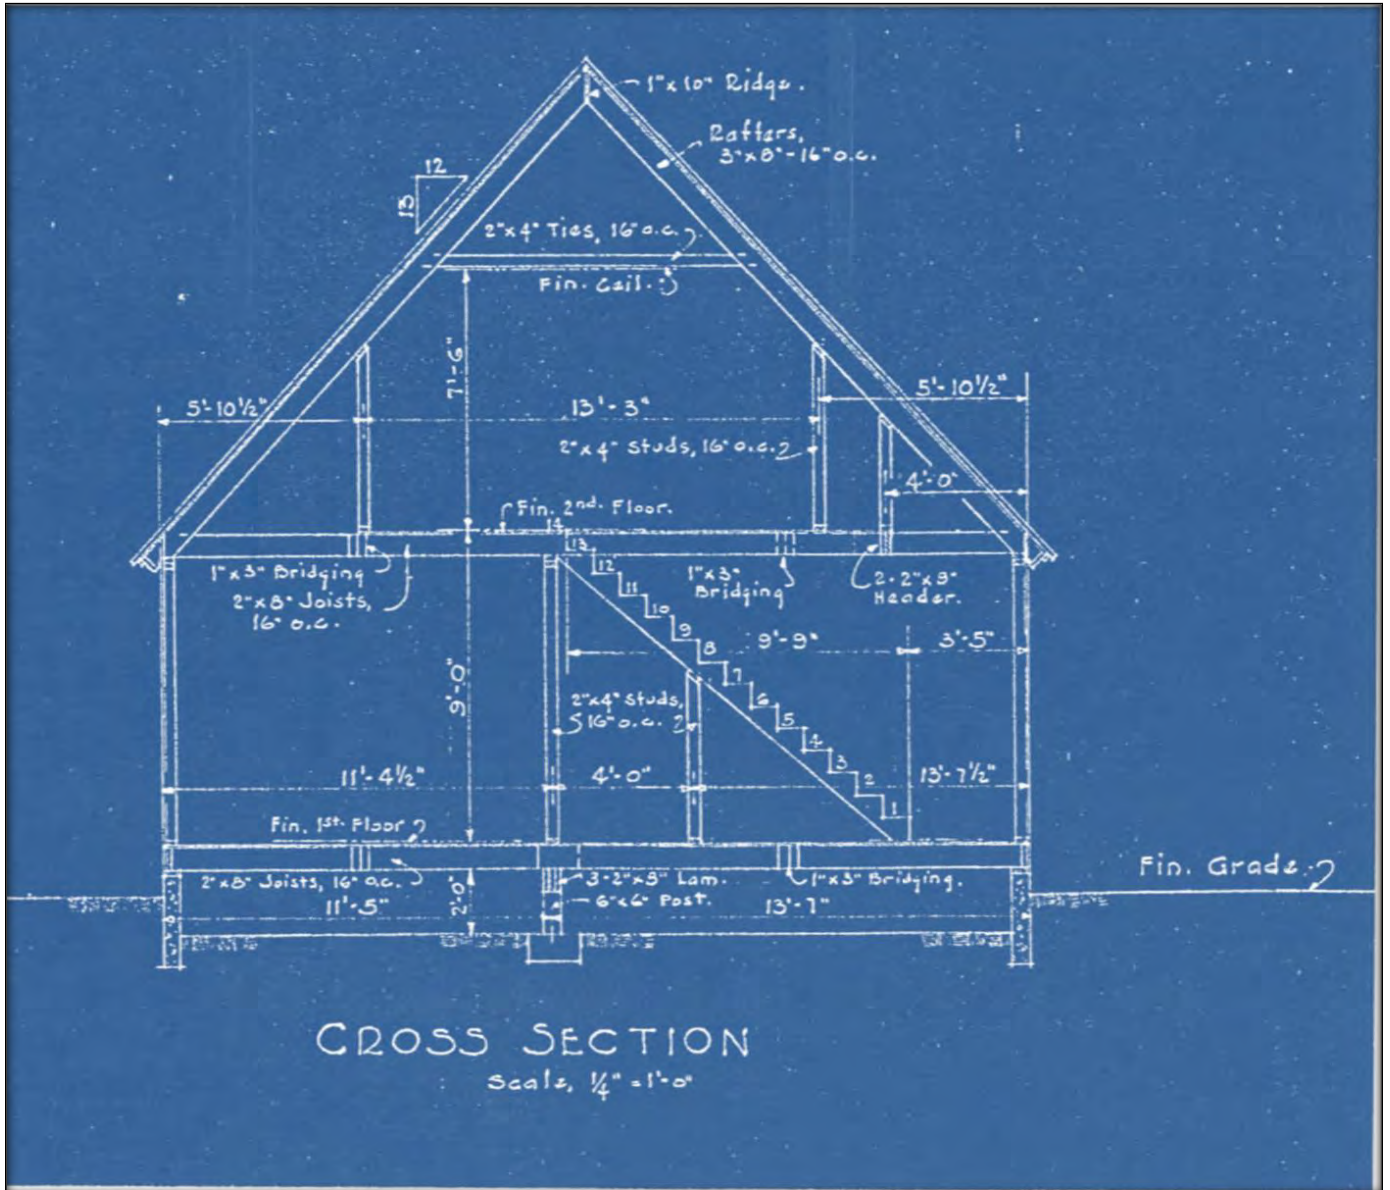 1"x10" Ridge.
Rafters,
3"x8"-16" o.c.
12
13
2"x4" Ties, 16" o.c.
Fin. Ceil.
7'-6"
5'-10½"
13'-3"
5'-10½"
2"x4" Studs, 16" o.c.
4'-0"
Fin. 2nd. Floor.
14
13
12
11
10
9
8
7
6
5
4
3
2
1
1"x3" Bridging
2"x8" Joists,
16" o.c.
1"x3"
Bridging
2-2"x8"
Header.
9'-9"
3'-5"
9'-0"
2"x4" Studs,
16" o.c.
11'-4½"
4'-0"
13'-7½"
Fin. 1st. Floor
2"x8" Joists, 16" o.c.
2'-0"
3-2"x8" Lam.
6"x6" Post.
1"x3" Bridging.
11'-5"
13'-7"
Fin. Grade.
CROSS SECTION
Scale, ¼" = 1'-0"